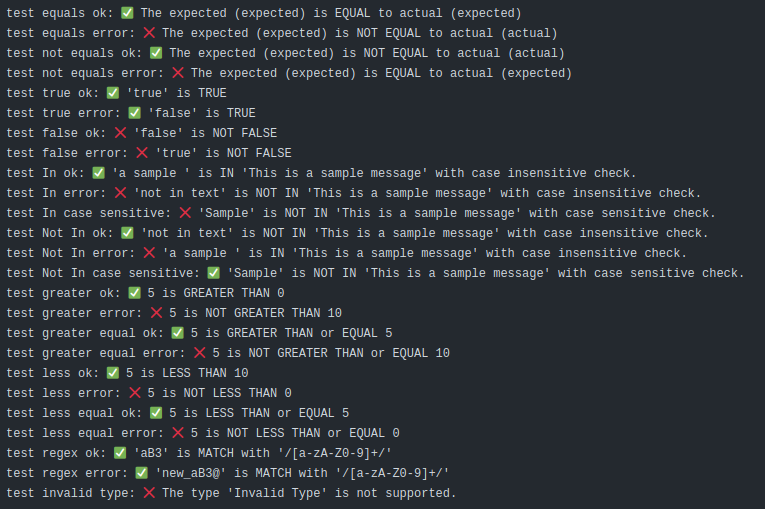 test equals ok: ✅ The expected (expected) is EQUAL to actual (expected)
test equals error: ❌ The expected (expected) is NOT EQUAL to actual (actual)
test not equals ok: ✅ The expected (expected) is NOT EQUAL to actual (actual)
test not equals error: ❌ The expected (expected) is EQUAL to actual (expected)
test true ok: ✅ 'true' is TRUE
test true error: ✅ 'false' is TRUE
test false ok: ❌ 'false' is NOT FALSE
test false error: ❌ 'true' is NOT FALSE
test In ok: ✅ 'a sample ' is IN 'This is a sample message' with case insensitive check.
test In error: ❌ 'not in text' is NOT IN 'This is a sample message' with case insensitive check.
test In case sensitive: ❌ 'Sample' is NOT IN 'This is a sample message' with case sensitive check.
test Not In ok: ✅ 'not in text' is NOT IN 'This is a sample message' with case insensitive check.
test Not In error: ❌ 'a sample ' is IN 'This is a sample message' with case insensitive check.
test Not In case sensitive: ✅ 'Sample' is NOT IN 'This is a sample message' with case sensitive check.
test greater ok: ✅ 5 is GREATER THAN 0
test greater error: ❌ 5 is NOT GREATER THAN 10
test greater equal ok: ✅ 5 is GREATER THAN or EQUAL 5
test greater equal error: ❌ 5 is NOT GREATER THAN or EQUAL 10
test less ok: ✅ 5 is LESS THAN 10
test less error: ❌ 5 is NOT LESS THAN 0
test less equal ok: ✅ 5 is LESS THAN or EQUAL 5
test less equal error: ❌ 5 is NOT LESS THAN or EQUAL 0
test regex ok: ✅ 'aB3' is MATCH with '/[a-zA-Z0-9]+/'
test regex error: ✅ 'new_aB3@' is MATCH with '/[a-zA-Z0-9]+/'
test invalid type: ❌ The type 'Invalid Type' is not supported.